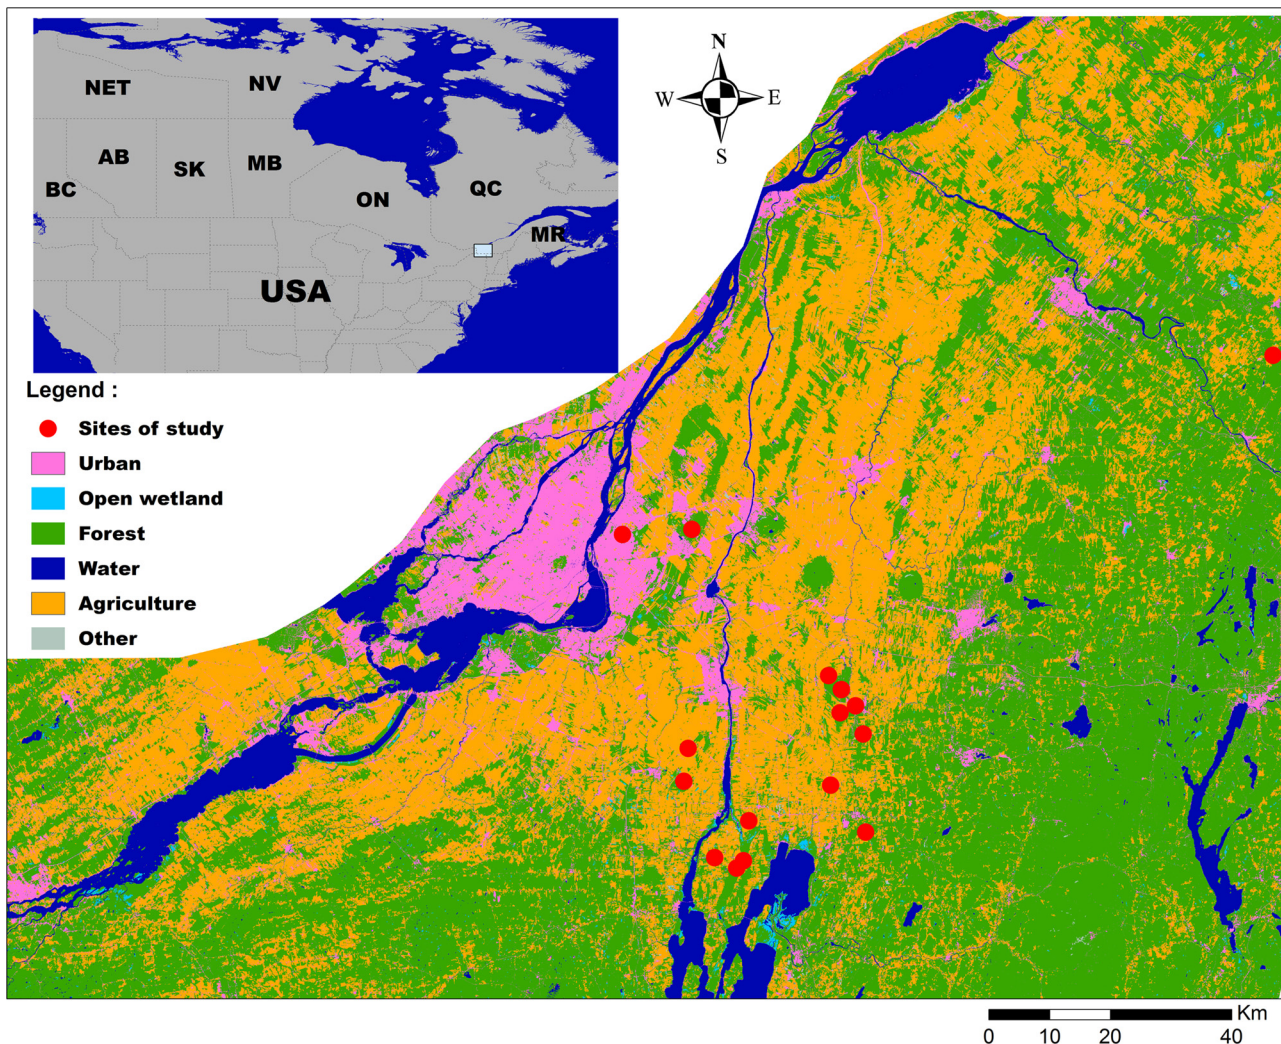 NET
NV
AB
SK
MB
BC
ON
QC
MR
USA
N
W
E
S
Legend :
Sites of study
Urban
Open wetland
Forest
Water
Agriculture
Other
Km
0 10 20 40